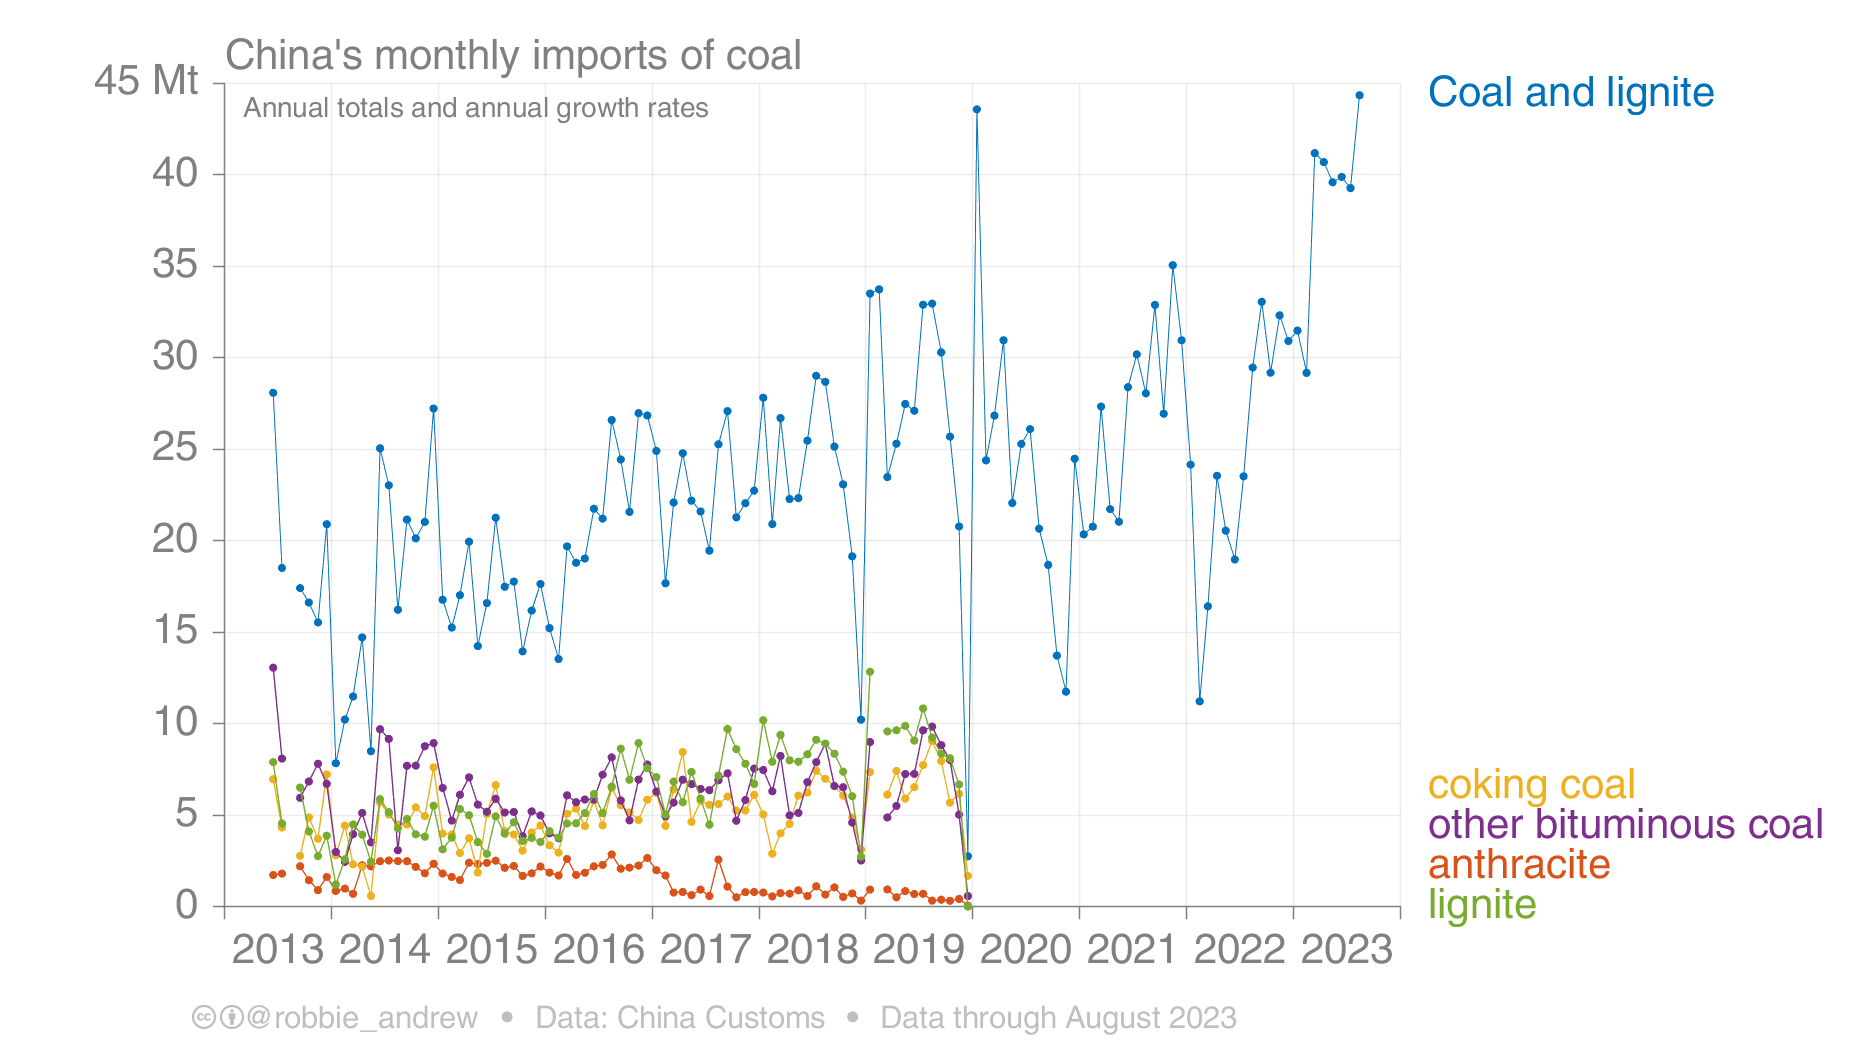 China's monthly imports of coal
45 Mt
Annual totals and annual growth rates
40
35
30
25
20
15
10
5
0
2013 2014 2015 2016 2017 2018 2019 2020 2021 2022 2023
Coal and lignite
coking coal
other bituminous coal
anthracite
lignite
@robbie_andrew • Data: China Customs • Data through August 2023